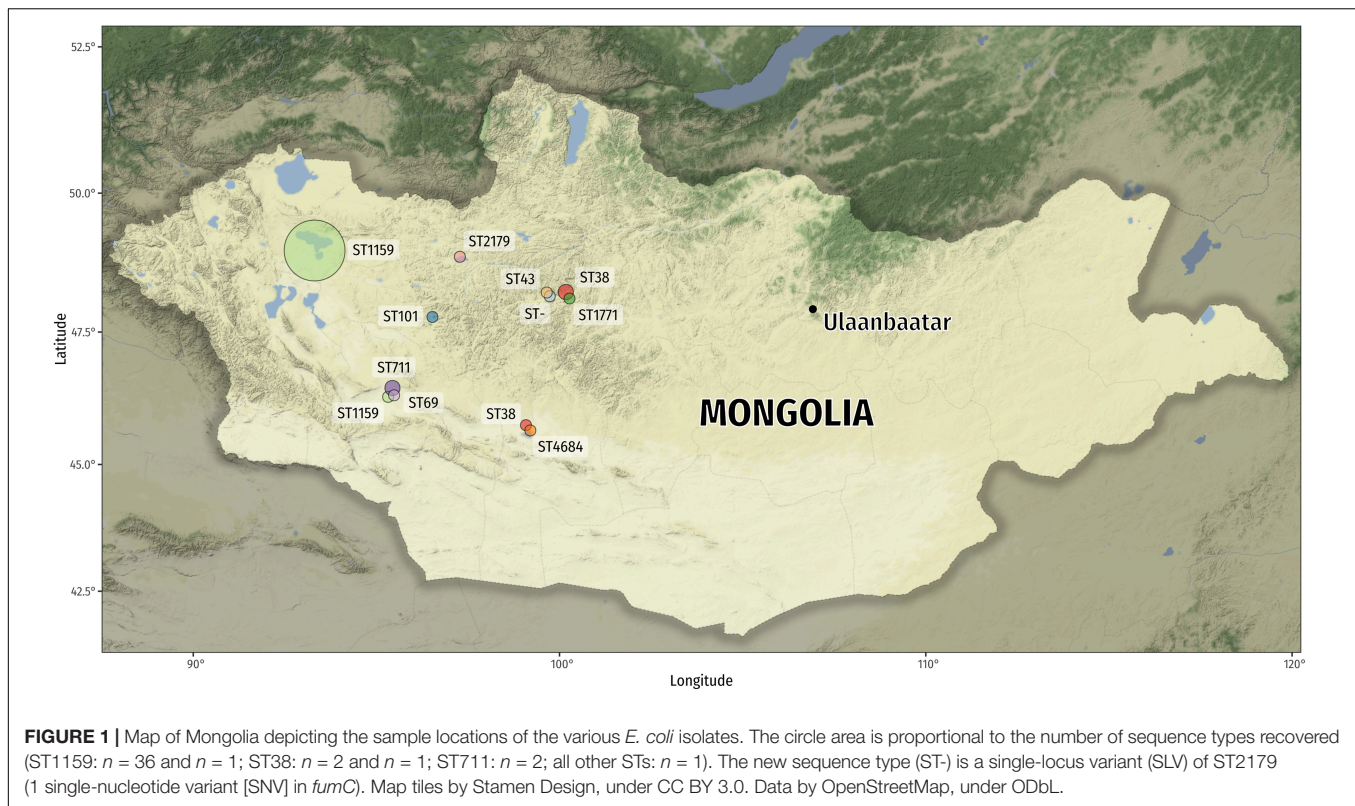 52.5°
50.0°
47.5°
45.0°
42.5°
Latitude
ST1159
ST2179
ST43
ST38
ST-
ST1771
ST101
Ulaanbaatar
ST711
ST1159
ST69
ST38
ST4684
MONGOLIA
90°
100°
110°
120°
Longitude
FIGURE 1 | Map of Mongolia depicting the sample locations of the various E. coli isolates. The circle area is proportional to the number of sequence types recovered
(ST1159: n = 36 and n = 1; ST38: n = 2 and n = 1; ST711: n = 2; all other STs: n = 1). The new sequence type (ST-) is a single-locus variant (SLV) of ST2179
(1 single-nucleotide variant [SNV] in fumC). Map tiles by Stamen Design, under CC BY 3.0. Data by OpenStreetMap, under ODbL.